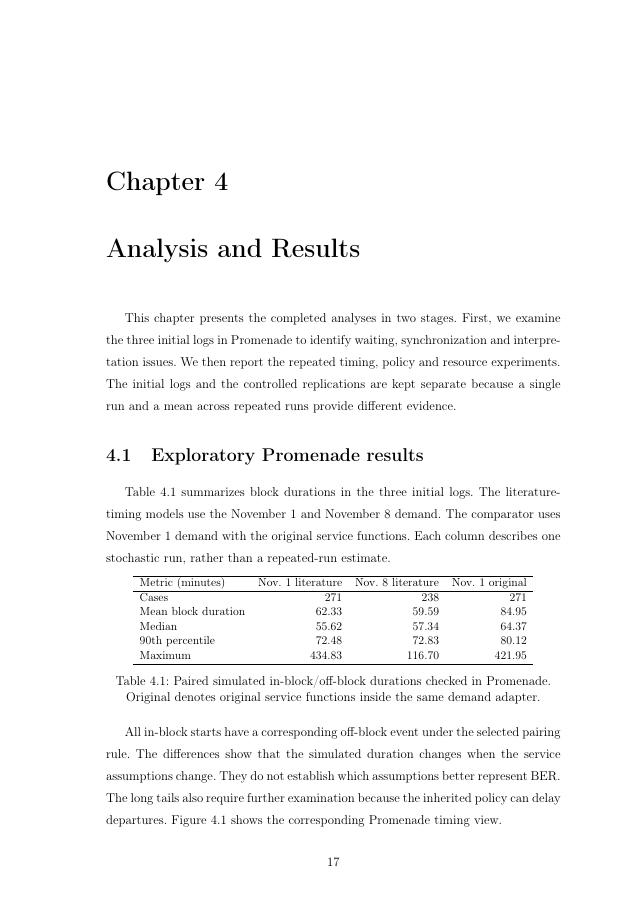 Chapter 4
Analysis and Results
This chapter presents the completed analyses in two stages. First, we examine
the three initial logs in Promenade to identify waiting, synchronization and interpre-
tation issues. We then report the repeated timing, policy and resource experiments.
The initial logs and the controlled replications are kept separate because a single
run and a mean across repeated runs provide different evidence.
4.1 Exploratory Promenade results
Table 4.1 summarizes block durations in the three initial logs. The literature-
timing models use the November 1 and November 8 demand. The comparator uses
November 1 demand with the original service functions. Each column describes one
stochastic run, rather than a repeated-run estimate.
Metric (minutes) Nov. 1 literature Nov. 8 literature Nov. 1 original
Cases 271 238 271
Mean block duration 62.33 59.59 84.95
Median 55.62 57.34 64.37
90th percentile 72.48 72.83 80.12
Maximum 434.83 116.70 421.95
Table 4.1: Paired simulated in-block/off-block durations checked in Promenade.
Original denotes original service functions inside the same demand adapter.
All in-block starts have a corresponding off-block event under the selected pairing
rule. The differences show that the simulated duration changes when the service
assumptions change. They do not establish which assumptions better represent BER.
The long tails also require further examination because the inherited policy can delay
departures. Figure 4.1 shows the corresponding Promenade timing view.
17